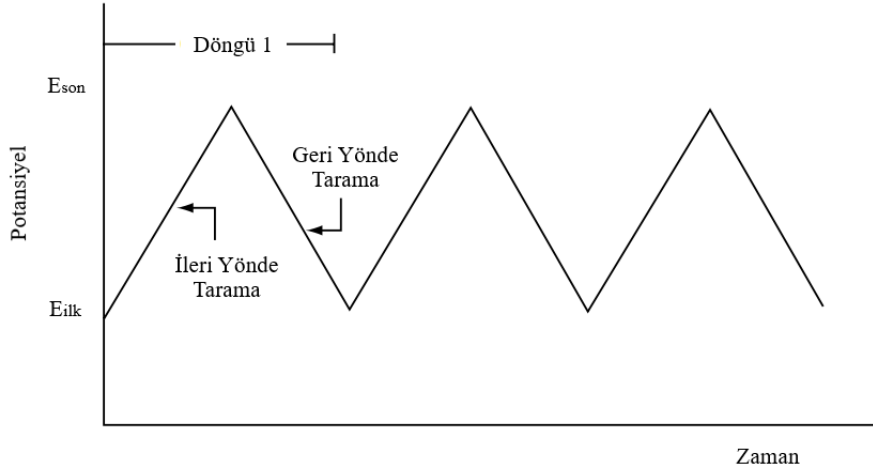 Döngü 1
Eson
Geri Yönde
Tarama
Potansiyel
İleri Yönde
Tarama
Eilk
Zaman